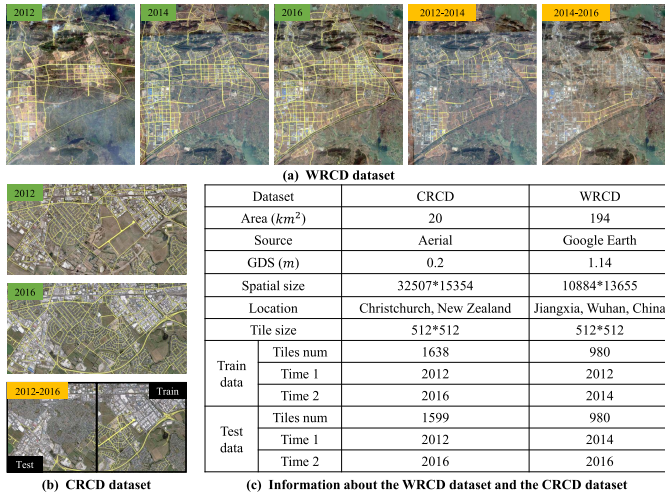 2012 2014 2016 2012-2014 2014-2016
(a) WRCD dataset
2012
2016
2012-2016 Train
Test
(b) CRCD dataset
Dataset CRCD WRCD
Area (km²) 20 194
Source Aerial Google Earth
GDS (m) 0.2 1.14
Spatial size 32507*15354 10884*13655
Location Christchurch, New Zealand Jiangxia, Wuhan, China
Tile size 512*512 512*512
Train data Tiles num 1638 980
Time 1 2012 2012
Time 2 2016 2014
Test data Tiles num 1599 980
Time 1 2012 2014
Time 2 2016 2016
(c) Information about the WRCD dataset and the CRCD dataset